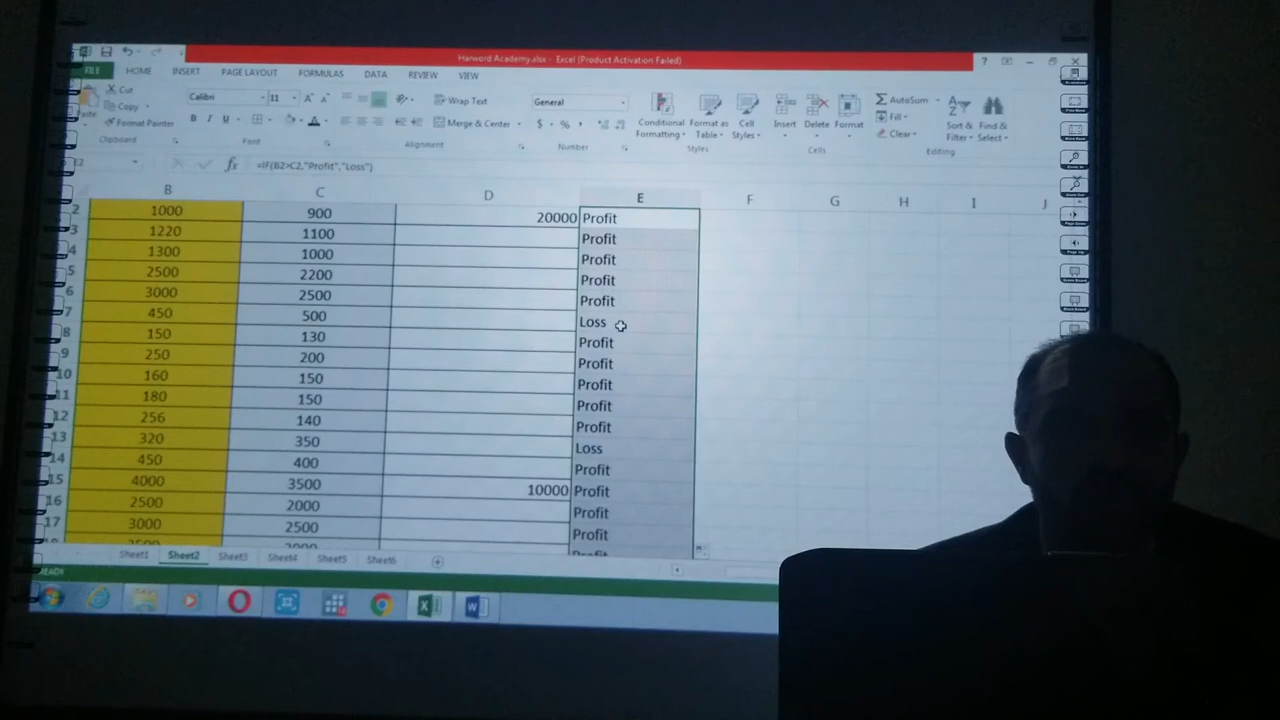 Harword Academy.xlsx - Excel (Product Activation Failed)
FILE HOME INSERT PAGE LAYOUT FORMULAS DATA REVIEW VIEW
Cut
Copy
Format Painter
Clipboard
Calibri 11
B I U
Font
Wrap Text
Merge & Center
Alignment
General
$ % ,
Number
Conditional Formatting
Format as Table
Cell Styles
Styles
Insert Delete Format
Cells
AutoSum
Fill
Clear
Sort & Filter
Find & Select
Editing
fx =IF(B2>C2,"Profit","Loss")
B C D E F G H I J
2 1000 900 20000 Profit
3 1220 1100 Profit
4 1300 1000 Profit
5 2500 2200 Profit
6 3000 2500 Profit
7 450 500 Loss
8 150 130 Profit
9 250 200 Profit
10 160 150 Profit
11 180 150 Profit
12 256 140 Profit
13 320 350 Loss
14 450 400 Profit
15 4000 3500 10000 Profit
16 2500 2000 Profit
17 3000 2500 Profit
Sheet1 Sheet2 Sheet3 Sheet4 Sheet5 Sheet6
READY